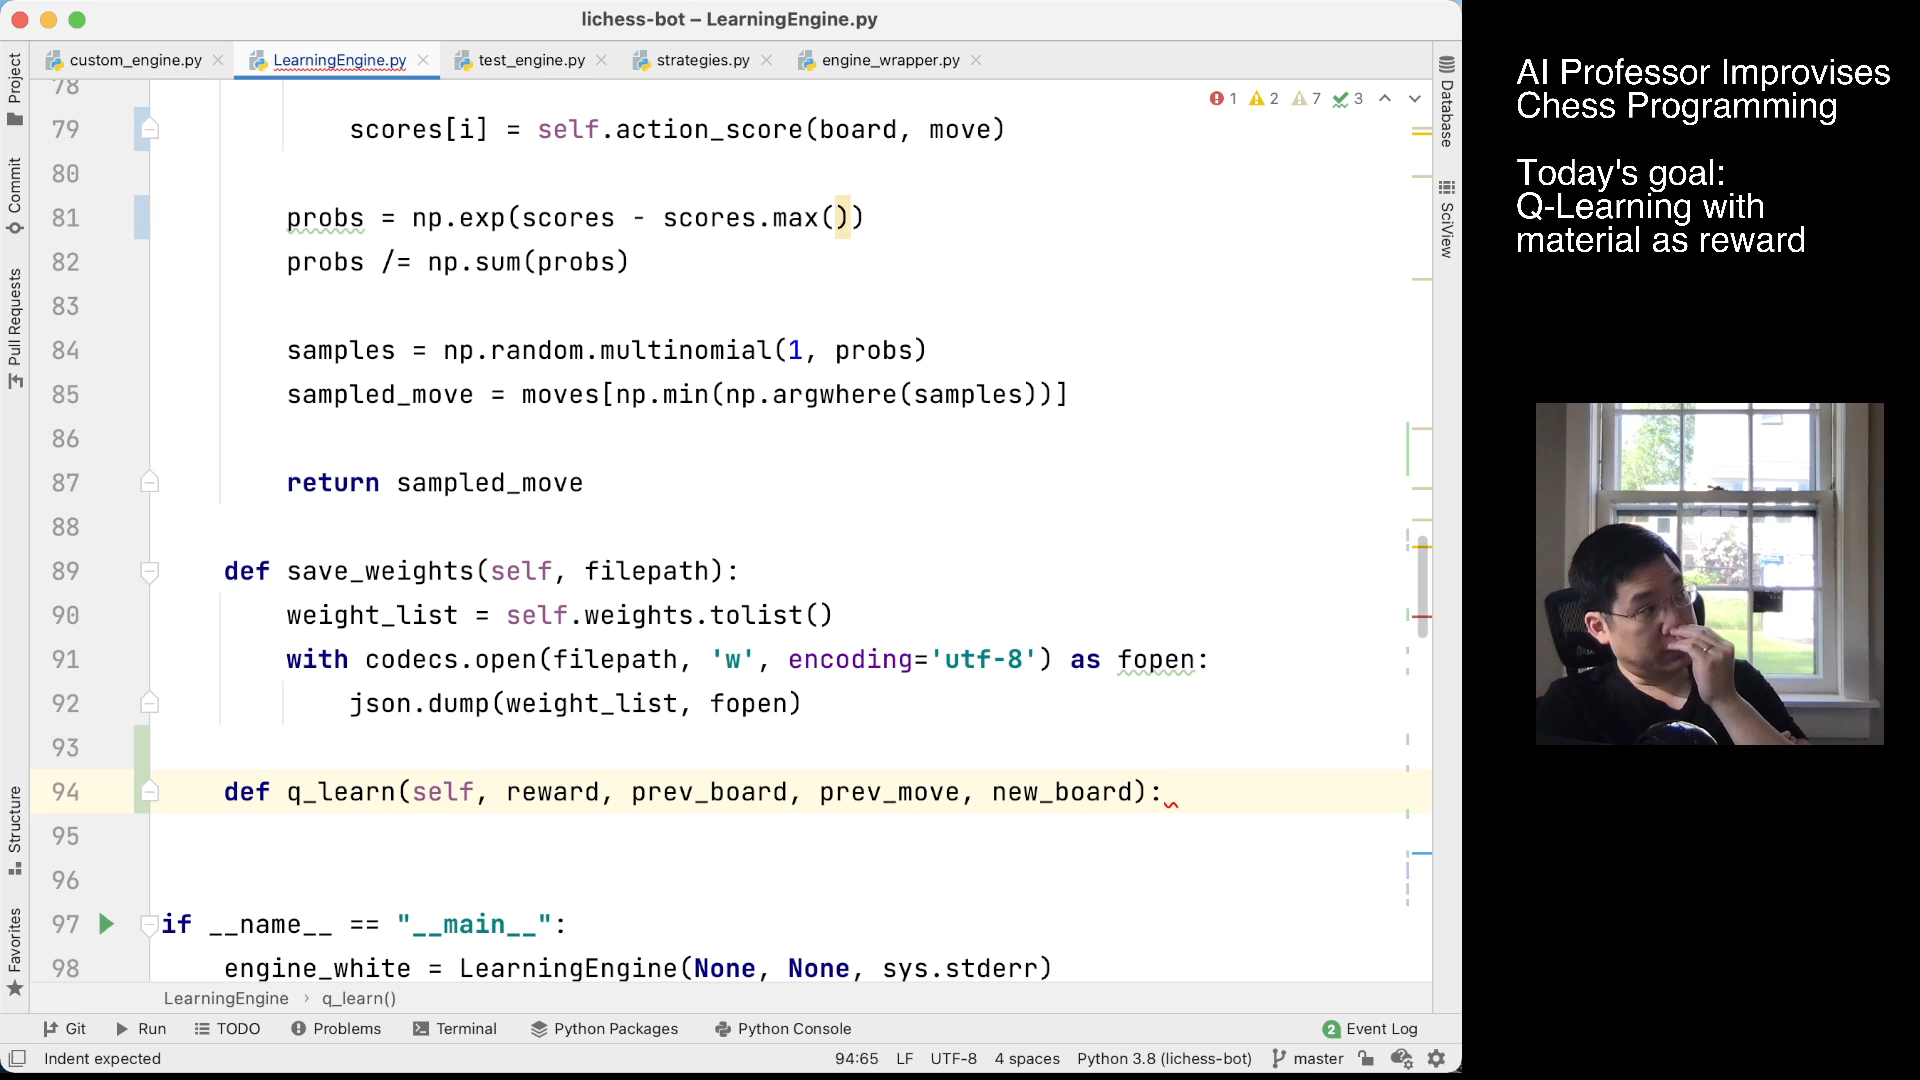 lichess-bot – LearningEngine.py
custom_engine.py
LearningEngine.py
test_engine.py
strategies.py
engine_wrapper.py
Project
Commit
Pull Requests
Structure
Favorites
Database
SciView
1 2 7 3
78
79 scores[i] = self.action_score(board, move)
80
81 probs = np.exp(scores - scores.max())
82 probs /= np.sum(probs)
83
84 samples = np.random.multinomial(1, probs)
85 sampled_move = moves[np.min(np.argwhere(samples))]
86
87 return sampled_move
88
89 def save_weights(self, filepath):
90 weight_list = self.weights.tolist()
91 with codecs.open(filepath, 'w', encoding='utf-8') as fopen:
92 json.dump(weight_list, fopen)
93
94 def q_learn(self, reward, prev_board, prev_move, new_board):
95
96
97 if __name__ == "__main__":
98 engine_white = LearningEngine(None, None, sys.stderr)
LearningEngine › q_learn()
Git Run TODO Problems Terminal Python Packages Python Console 2 Event Log
Indent expected 94:65 LF UTF-8 4 spaces Python 3.8 (lichess-bot) master
AI Professor Improvises
Chess Programming
Today's goal:
Q-Learning with
material as reward